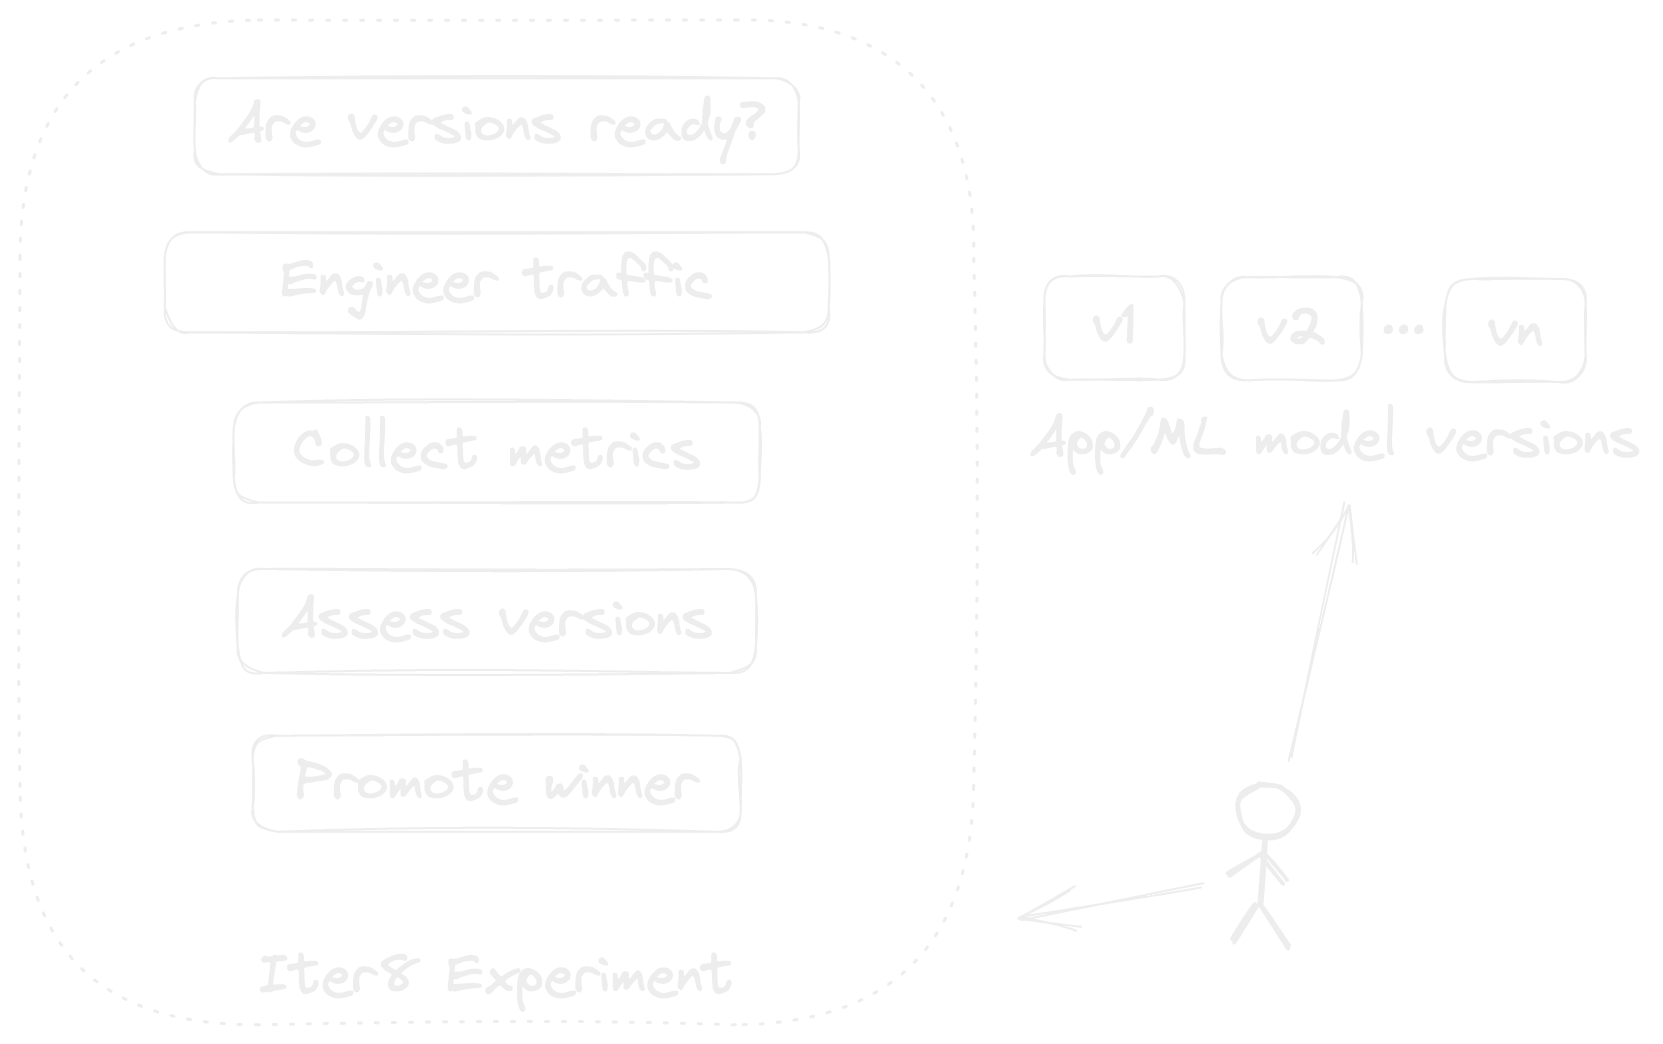 Are versions ready?
Engineer traffic
Collect metrics
Assess versions
Promote winner
Iter8 Experiment
v1 v2 ... vn
App/ML model versions